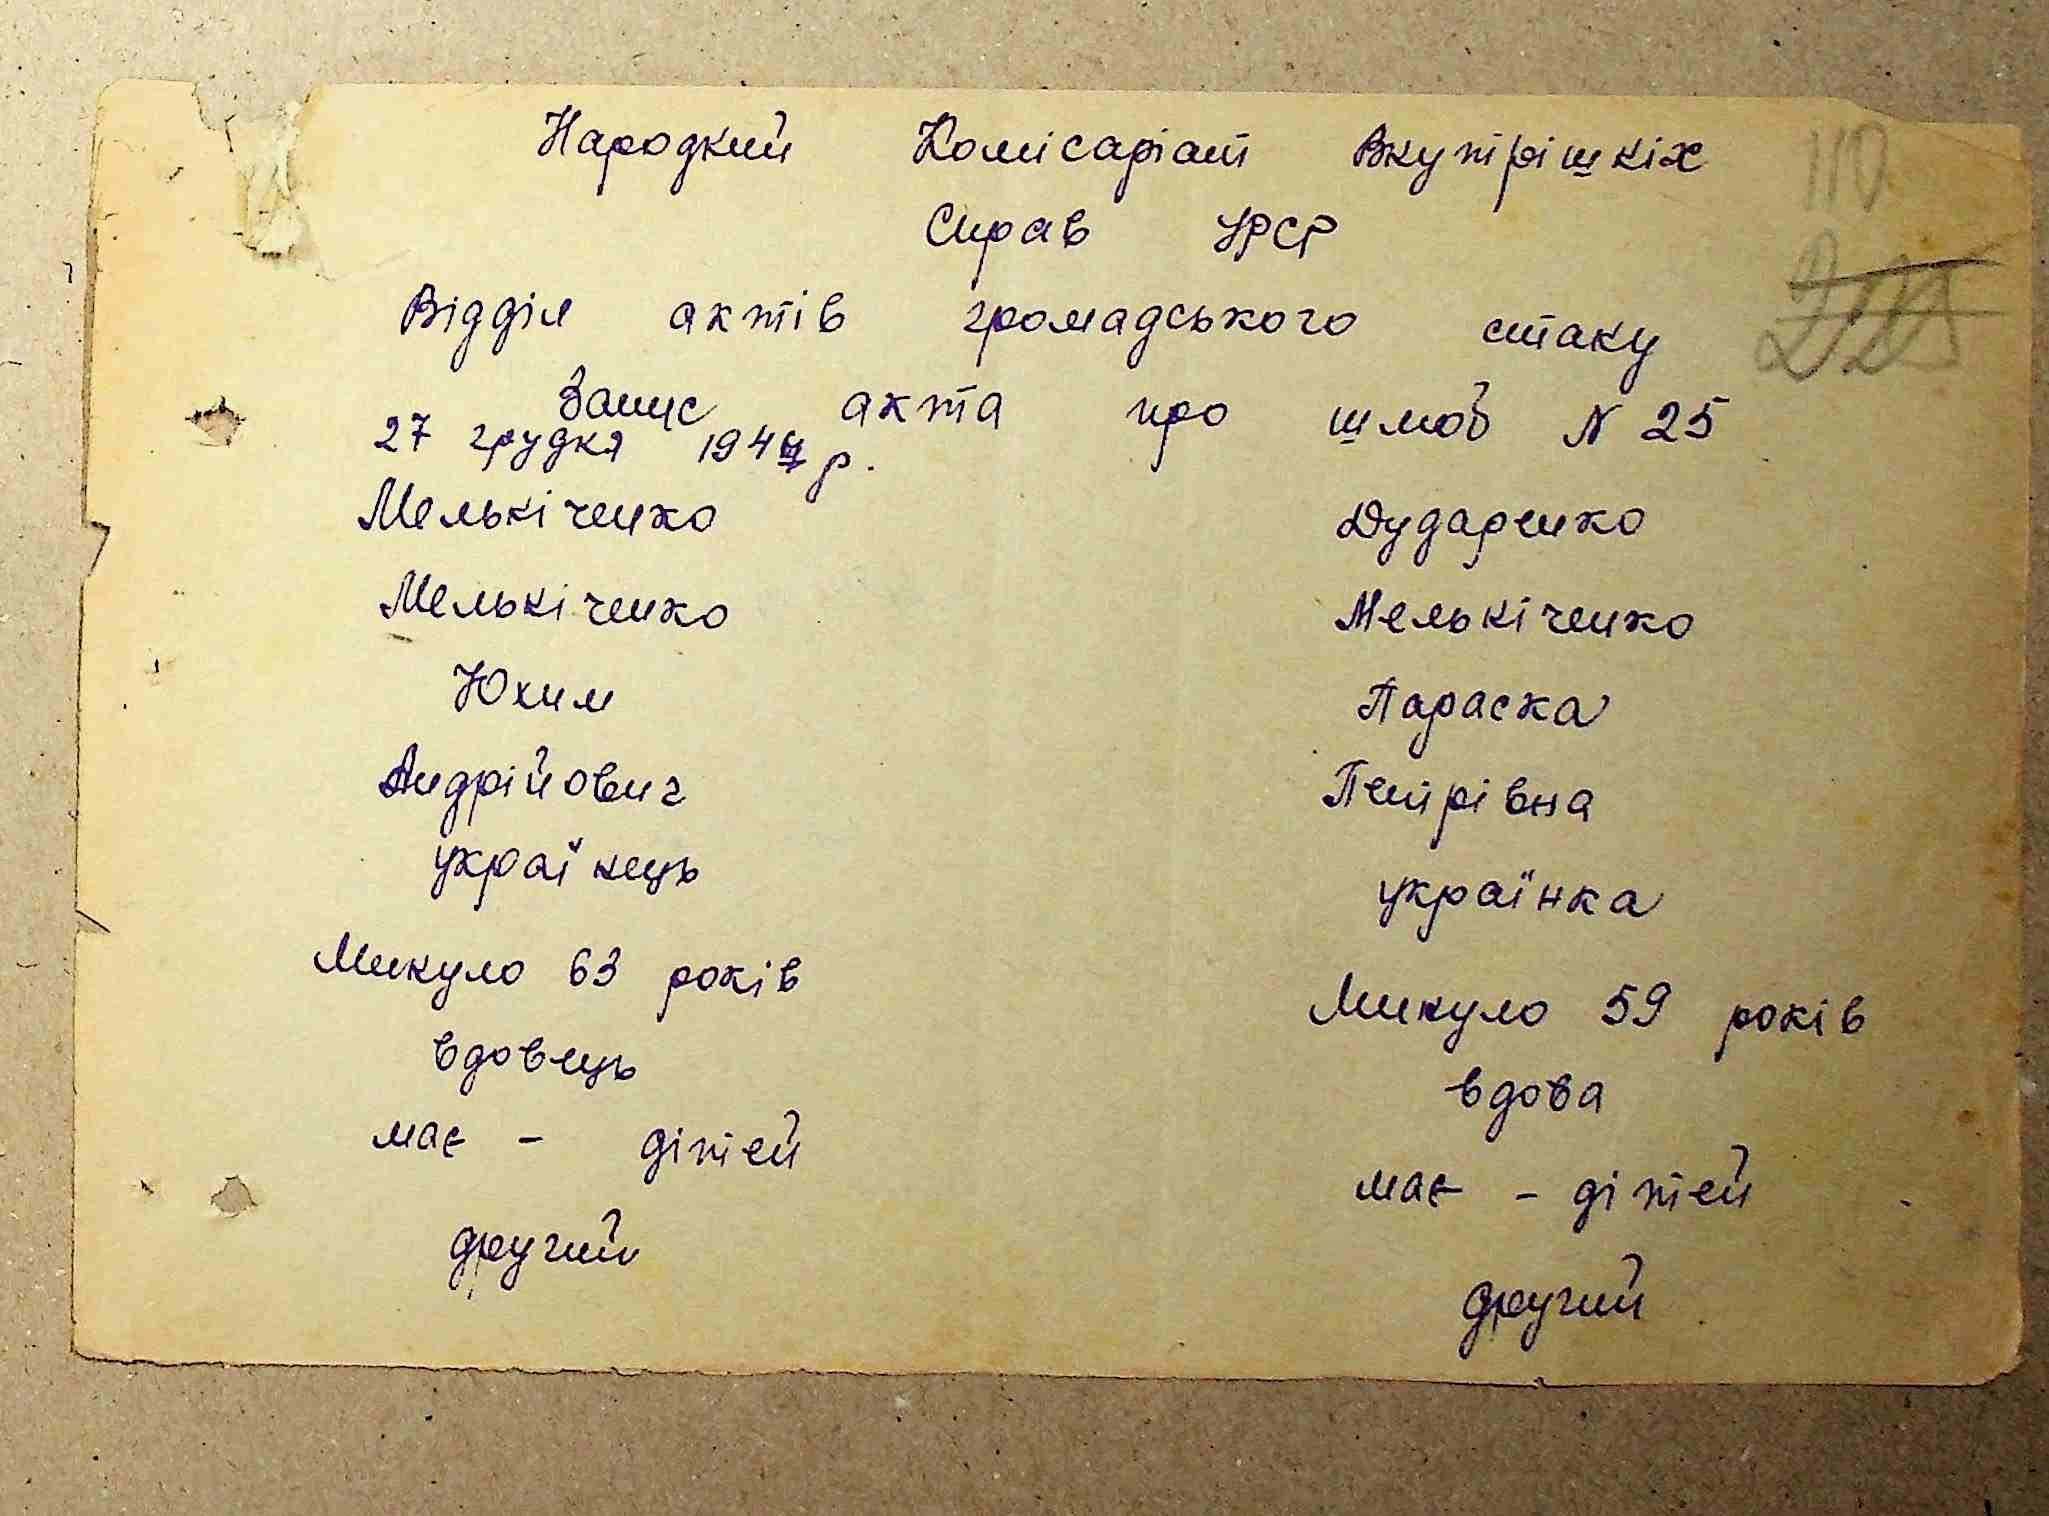 Народний Комісаріат Внутрішніх
Справ УРСР
110
Відділ актів громадського стану
Запис акта про шлюб N 25
27 грудня 1944 р.
Мельніченко Дударенко
Мельніченко Мельніченко
Юхим Параска
Андрійович Петрівна
українець українка
Минуло 63 років Минуло 59 років
вдовець вдова
має - дітей має - дітей
другий другий